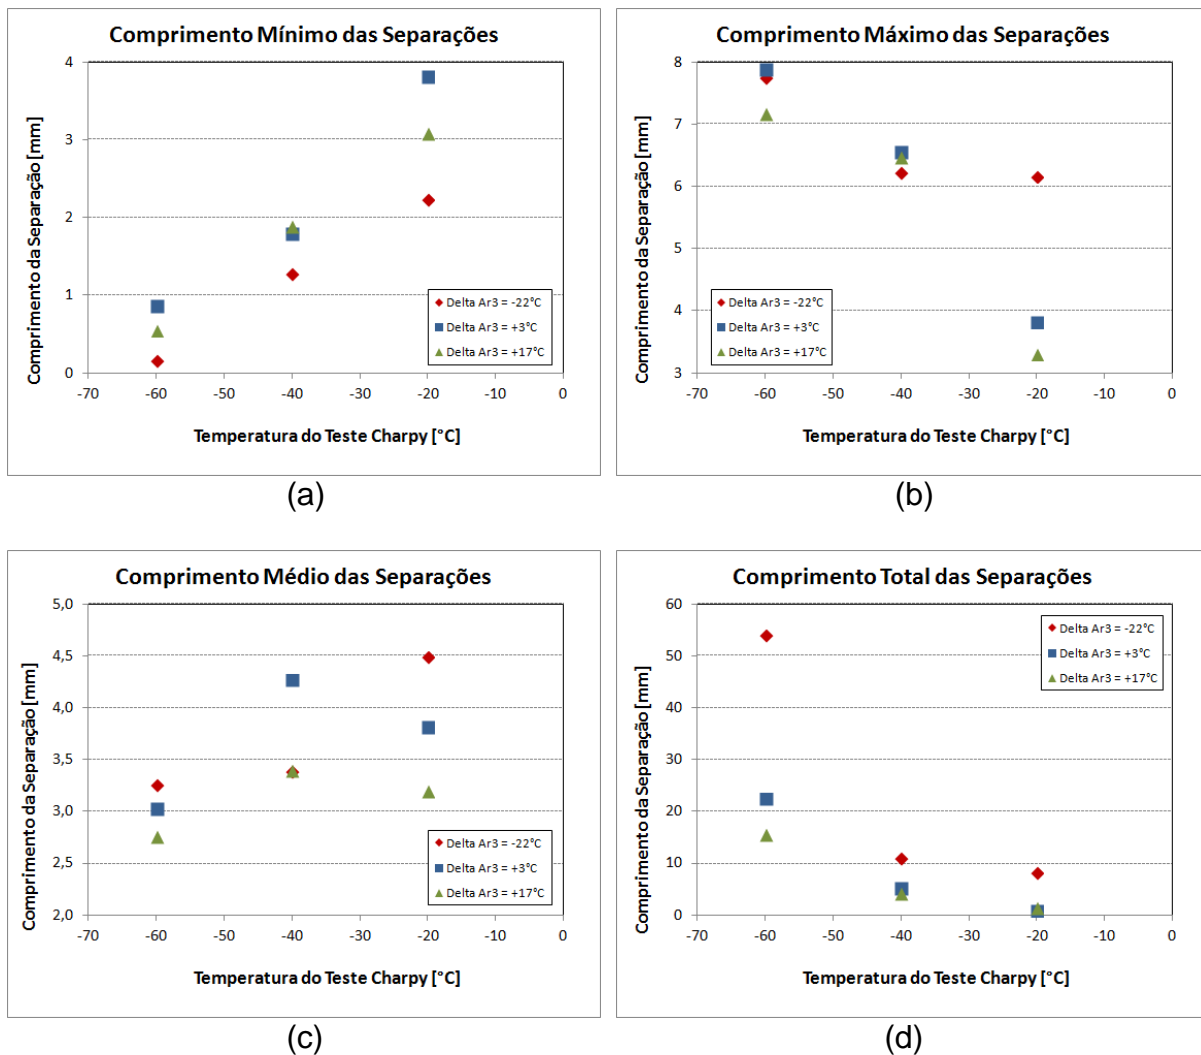 Comprimento Mínimo das Separações
Comprimento da Separação [mm]
4
3
2
1
0
-70 -60 -50 -40 -30 -20 -10 0
Temperatura do Teste Charpy [°C]
Delta Ar3 = -22°C
Delta Ar3 = +3°C
Delta Ar3 = +17°C
(a)
Comprimento Máximo das Separações
Comprimento da Separação [mm]
8
7
6
5
4
3
-70 -60 -50 -40 -30 -20 -10 0
Temperatura do Teste Charpy [°C]
Delta Ar3 = -22°C
Delta Ar3 = +3°C
Delta Ar3 = +17°C
(b)
Comprimento Médio das Separações
Comprimento da Separação [mm]
5,0
4,5
4,0
3,5
3,0
2,5
2,0
-70 -60 -50 -40 -30 -20 -10 0
Temperatura do Teste Charpy [°C]
Delta Ar3 = -22°C
Delta Ar3 = +3°C
Delta Ar3 = +17°C
(c)
Comprimento Total das Separações
Comprimento da Separação [mm]
60
50
40
30
20
10
0
-70 -60 -50 -40 -30 -20 -10 0
Temperatura do Teste Charpy [°C]
Delta Ar3 = -22°C
Delta Ar3 = +3°C
Delta Ar3 = +17°C
(d)